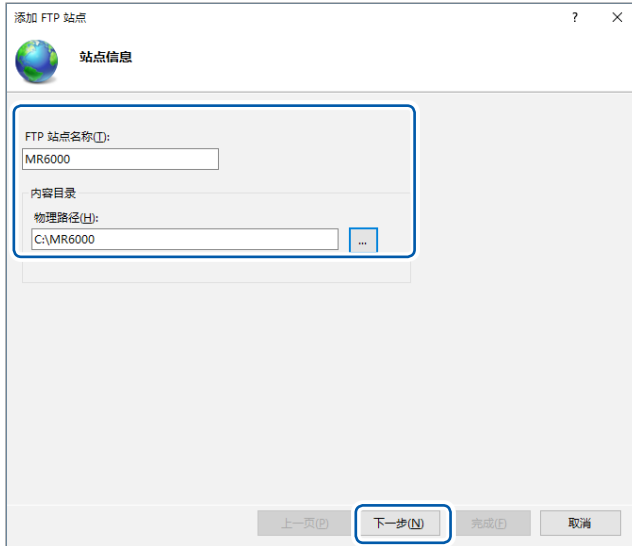 添加 FTP 站点
站点信息
FTP 站点名称(T):
MR6000
内容目录
物理路径(H):
C:\MR6000
...
上一页(P) 下一步(N) 完成(F) 取消